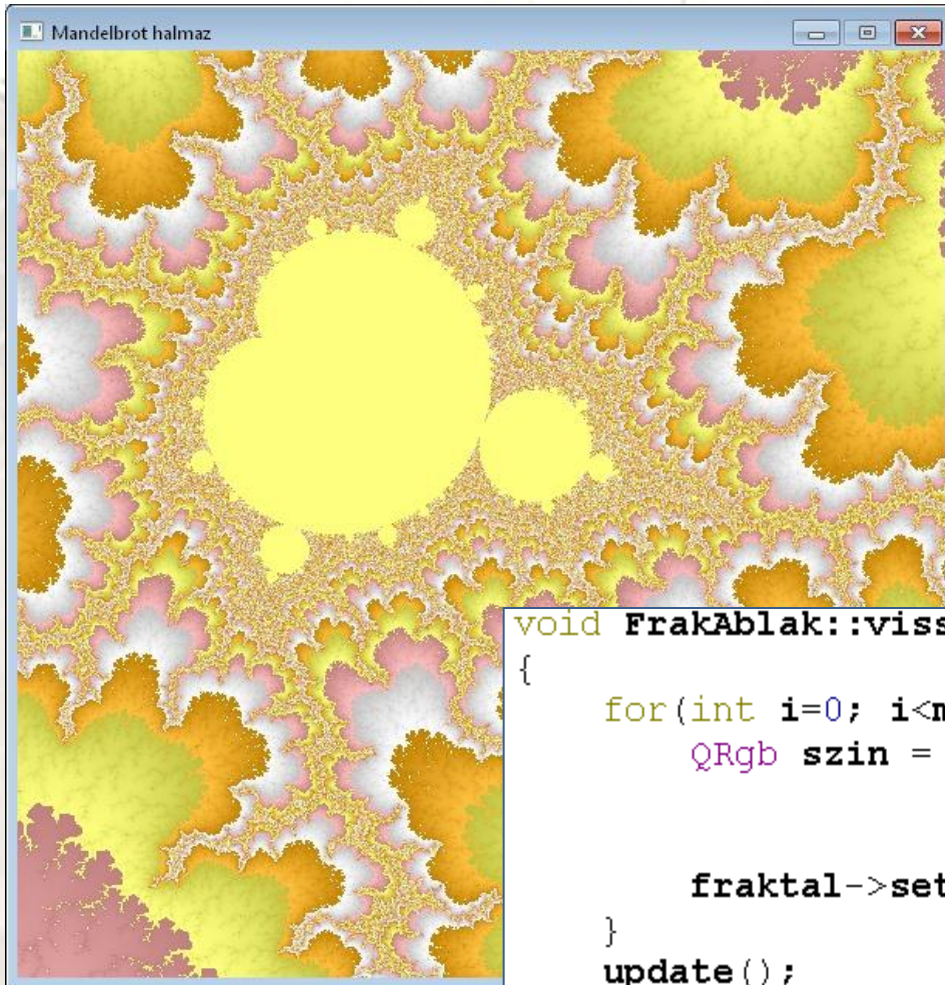 Mandelbrot halmaz
void FrakAblak::viss
{
for(int i=0; i<m
QRgb szin =
fraktal->set
}
update();